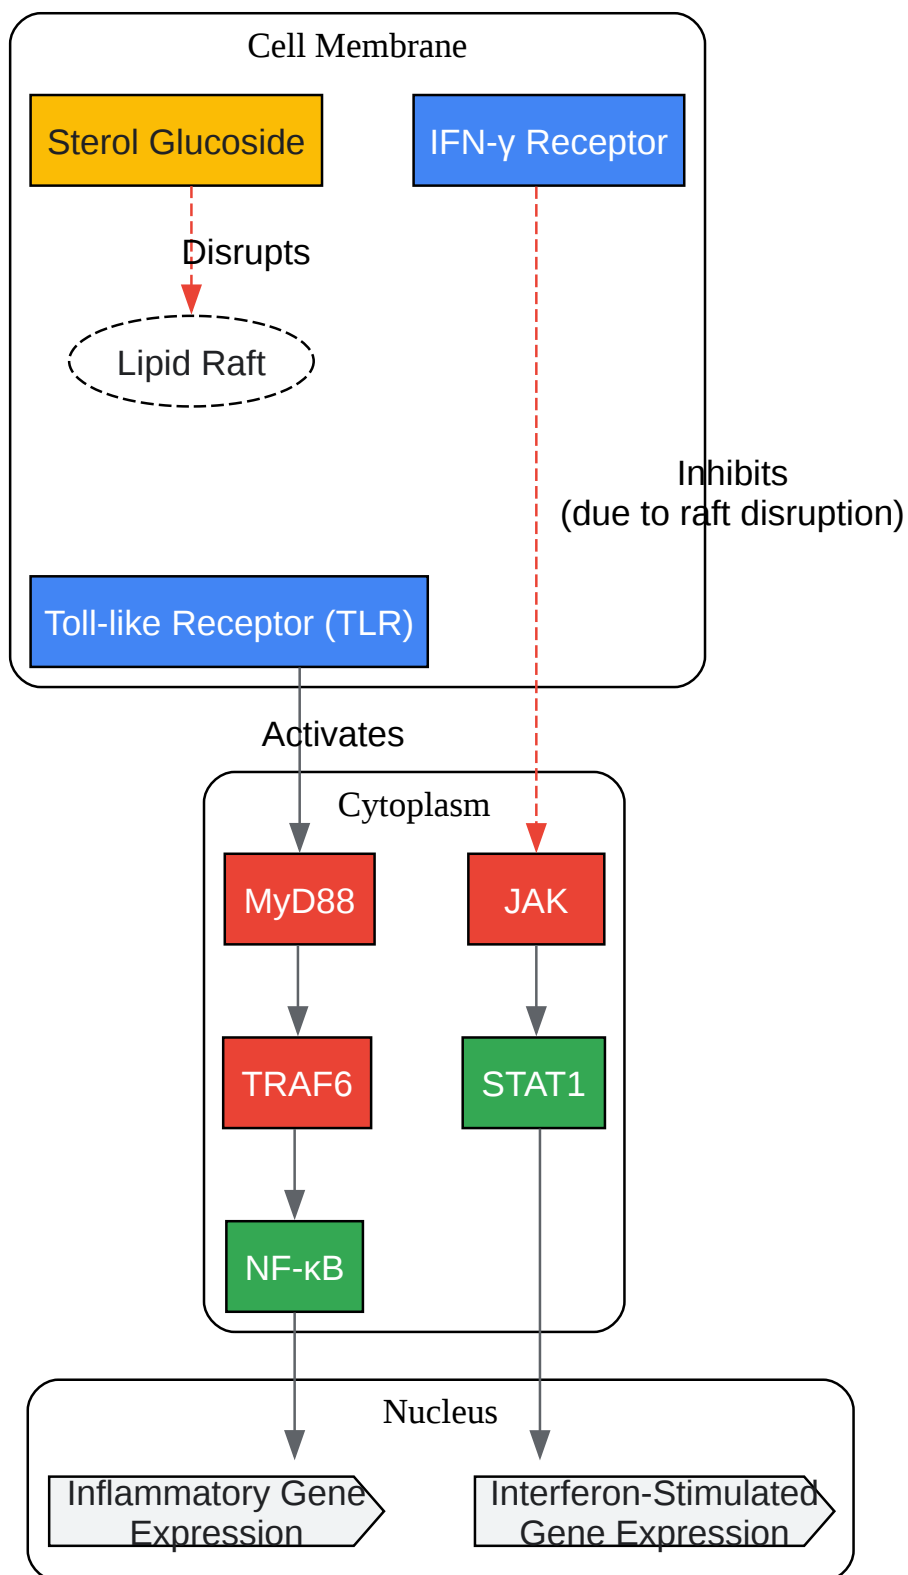 Cell Membrane
Sterol Glucoside
IFN-γ Receptor
Disrupts
Lipid Raft
Inhibits
(due to raft disruption)
Toll-like Receptor (TLR)
Activates
Cytoplasm
MyD88
JAK
TRAF6
STAT1
NF-κB
Nucleus
Inflammatory Gene
Expression
Interferon-Stimulated
Gene Expression